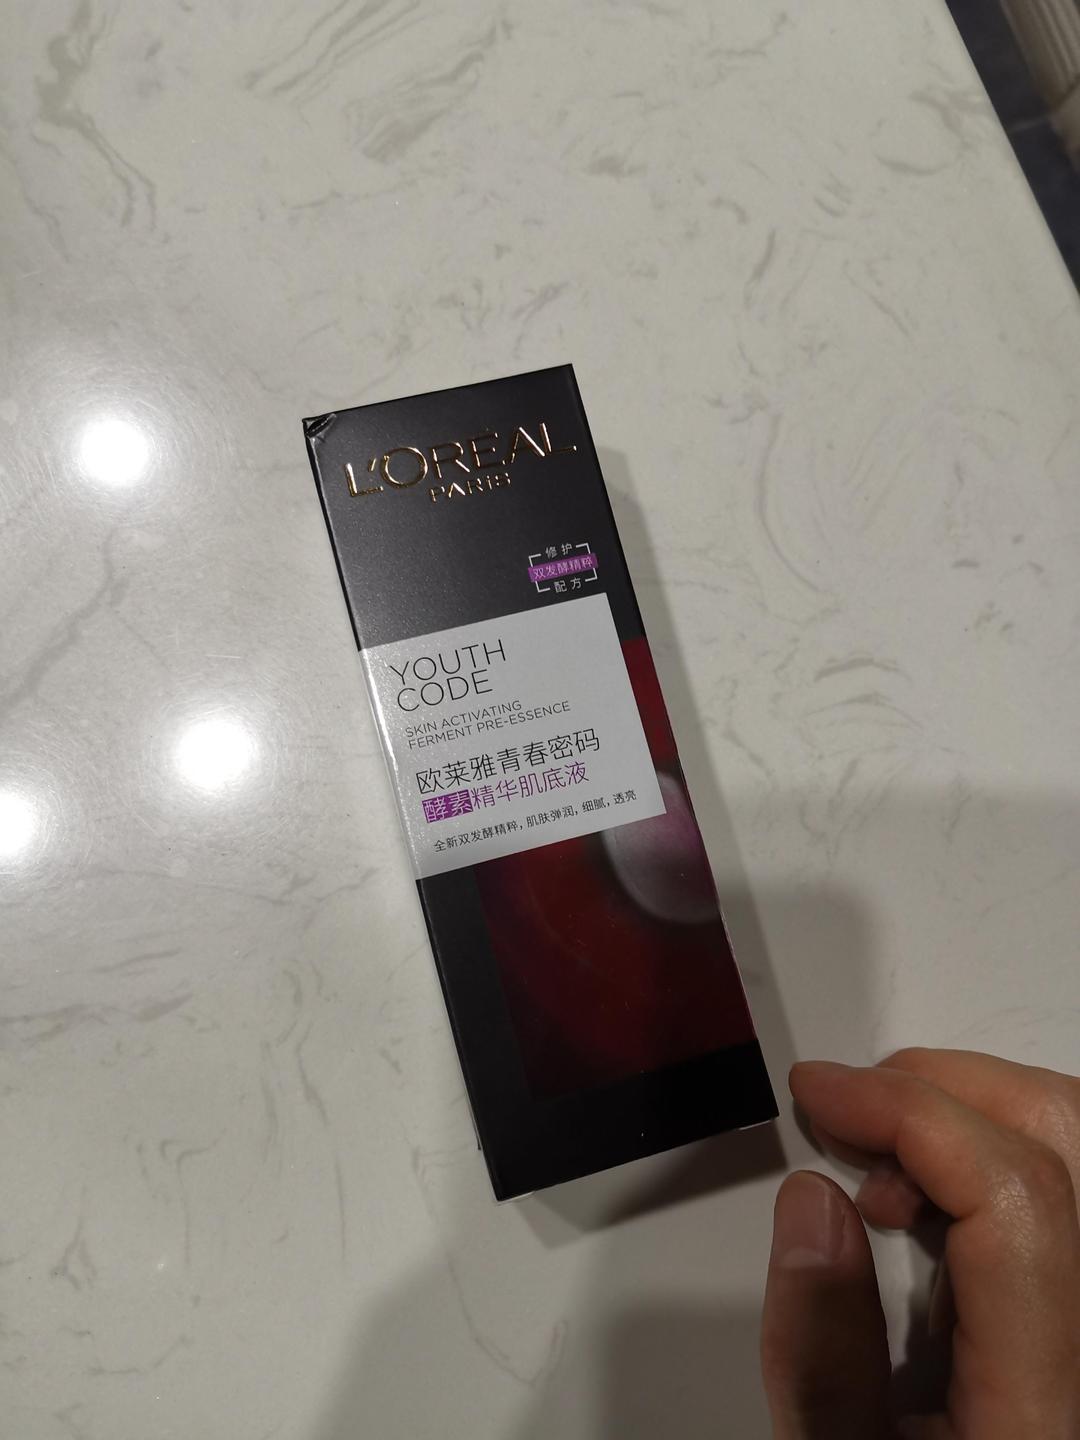 L'ORÉAL
PARIS
修护
双发酵精粹
配方
YOUTH
CODE
SKIN ACTIVATING
FERMENT PRE-ESSENCE
欧莱雅青春密码
酵素精华肌底液
全新双发酵精粹，肌肤弹润，细腻，透亮